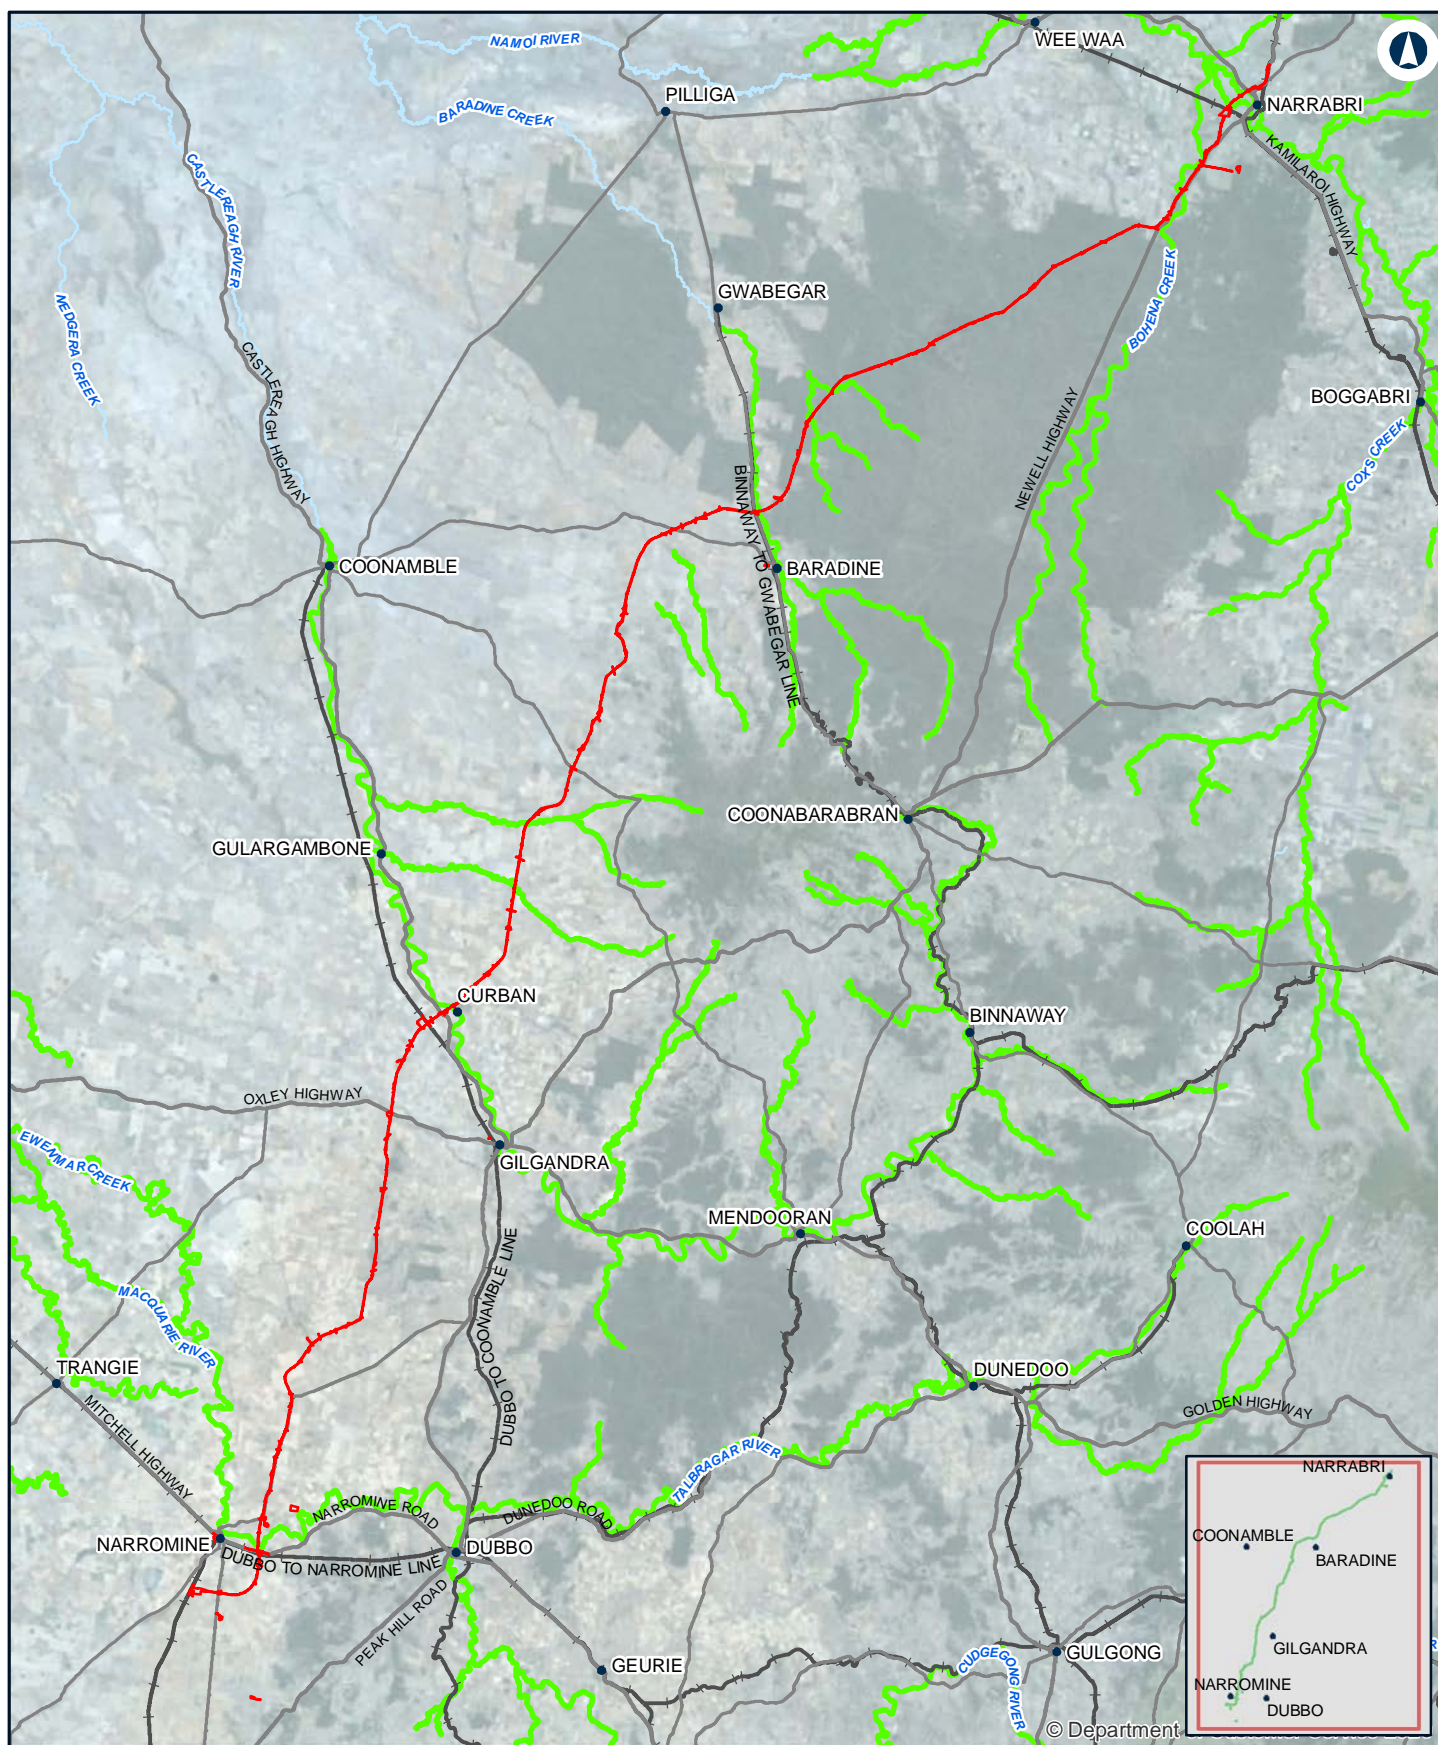 NAMOI RIVER
WEE WAA
PILLIGA
NARRABRI
BARADINE CREEK
KAMILAROI HIGHWAY
CASTLEREAGH RIVER
NEDGERA CREEK
GWABEGAR
BOHENA CREEK
CASTLEREAGH HIGHWAY
BOGGABRI
NEWELL HIGHWAY
COX'S CREEK
BINNAWAY TO GWABEGAR LINE
COONAMBLE
BARADINE
COONABARABRAN
GULARGAMBONE
CURBAN
BINNAWAY
OXLEY HIGHWAY
EWENMAR CREEK
GILGANDRA
MENDOORAN
COOLAH
DUBBO TO COONAMBLE LINE
MACQUARIE RIVER
TRANGIE
DUNEDOO
MITCHELL HIGHWAY
GOLDEN HIGHWAY
TALBRAGAR RIVER
NARROMINE ROAD
DUNEDOO ROAD
NARROMINE
DUBBO
DUBBO TO NARROMINE LINE
PEAK HILL ROAD
GEURIE
CUDGEGONG RIVER
GULGONG
NARRABRI
COONAMBLE
BARADINE
GILGANDRA
NARROMINE
DUBBO
© Department